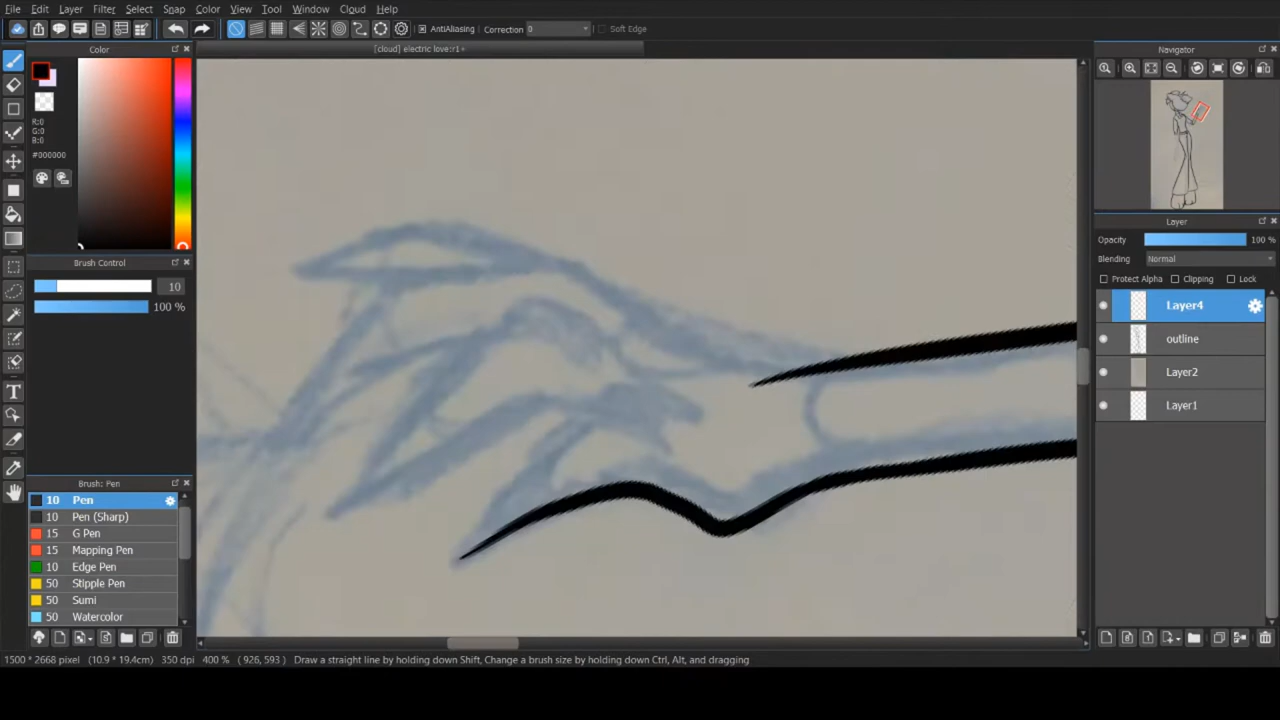 File Edit Layer Filter Select Snap Color View Tool Window Cloud Help
AntiAliasing Correction 0 Soft Edge
Color
[cloud] electric love:r1+
Navigator
R:0
G:0
B:0
#000000
Brush Control
10
100 %
Brush: Pen
10 Pen
10 Pen (Sharp)
15 G Pen
15 Mapping Pen
10 Edge Pen
50 Stipple Pen
50 Sumi
50 Watercolor
Layer
Opacity 100 %
Blending Normal
Protect Alpha Clipping Lock
Layer4
outline
Layer2
Layer1
1500 * 2668 pixel (10.9 * 19.4cm) 350 dpi 400 % ( 926, 593 ) Draw a straight line by holding down Shift, Change a brush size by holding down Ctrl, Alt, and dragging